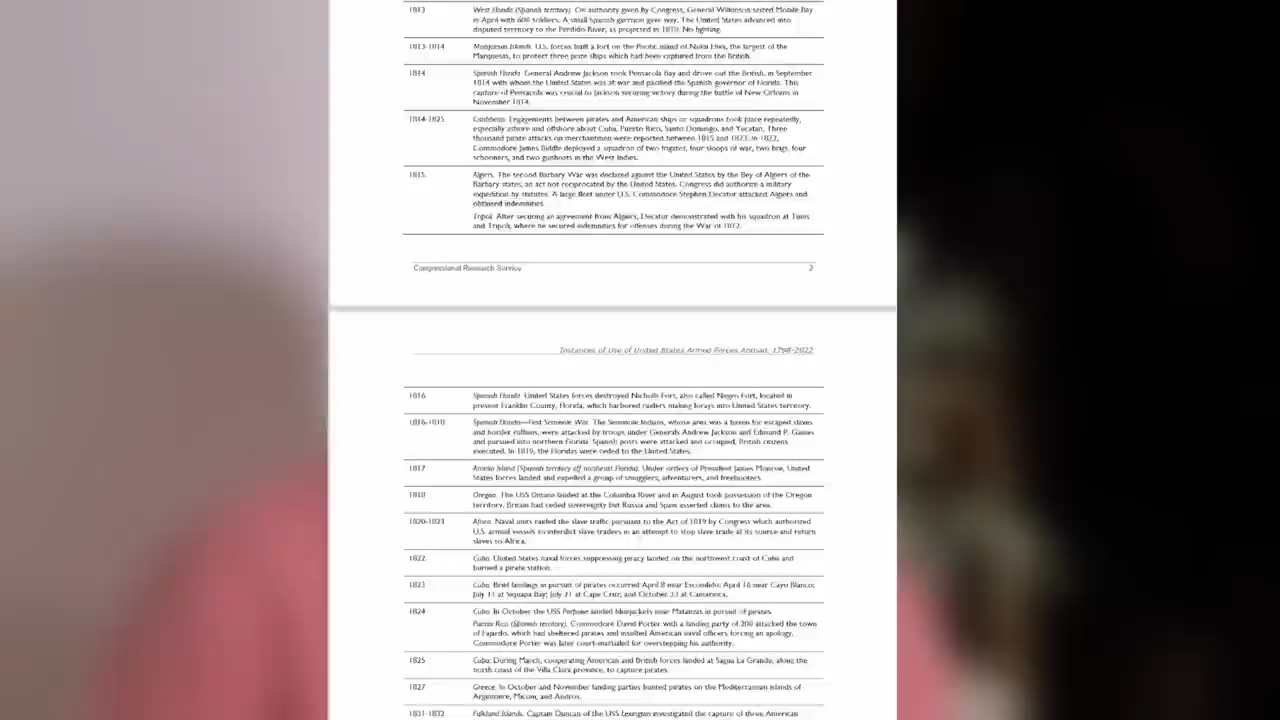 1813 West Florida (Spanish territory). On authority given by Congress, General Wilkinson seized Mobile Bay
in April with 600 soldiers. A small Spanish garrison gave way. The United States advanced into
disputed territory to the Perdido River, as projected in 1810. No fighting.
1813-1814 Marquesas Islands. U.S. forces built a fort on the Pacific island of Nuku Hiva, the largest of the
Marquesas, to protect three prize ships which had been captured from the British.
1814 Spanish Florida. General Andrew Jackson took Pensacola Bay and drove out the British, in September
1814 with whom the United States was at war and pacified the Spanish governor of Florida. This
capture of Pensacola was crucial to Jackson securing victory during the battle of New Orleans in
November 1814.
1814-1825 Caribbean. Engagements between pirates and American ships or squadrons took place repeatedly,
especially ashore and offshore about Cuba, Puerto Rico, Santo Domingo, and Yucatan. Three
thousand pirate attacks on merchantmen were reported between 1815 and 1823. In 1822,
Commodore James Biddle deployed a squadron of two frigates, four sloops of war, two brigs, four
schooners, and two gunboats in the West Indies.
1815 Algiers. The second Barbary War was declared against the United States by the Bey of Algiers of the
Barbary states, an act not reciprocated by the United States. Congress did authorize a military
expedition by statutes. A large fleet under U.S. Commodore Stephen Decatur attacked Algiers and
obtained indemnities.
Tripoli. After securing an agreement from Algiers, Decatur demonstrated with his squadron at Tunis
and Tripoli, where he secured indemnities for offenses during the War of 1812.
Congressional Research Service
Instances of Use of United States Armed Forces Abroad, 1798-2022
1816 Spanish Florida. United States forces destroyed Nicholls Fort, also called Negro Fort, located in
present Franklin County, Florida, which harbored raiders making forays into United States territory.
1816-1818 Spanish Florida—First Seminole War. The Seminole Indians, whose area was a haven for escaped slaves
and border ruffians, were attacked by troops under Generals Andrew Jackson and Edmund P. Gaines
and pursued into northern Florida. Spanish posts were attacked and occupied, British citizens
executed. In 1819, the Floridas were ceded to the United States.
1817 Amelia Island (Spanish territory off northeast Florida). Under orders of President James Monroe, United
States forces landed and expelled a group of smugglers, adventurers, and freebooters.
1818 Oregon. The USS Ontario landed at the Columbia River and in August took possession of the Oregon
territory. Britain had ceded sovereignty but Russia and Spain asserted claims to the area.
1820-1823 Africa. Naval units raided the slave traffic pursuant to the Act of 1819 by Congress which authorized
U.S. armed vessels to interdict slave traders in an attempt to stop slave trade at its source and return
slaves to Africa.
1822 Cuba. United States naval forces suppressing piracy landed on the northwest coast of Cuba and
burned a pirate station.
1823 Cuba. Brief landings in pursuit of pirates occurred April 8 near Escondido; April 16 near Cayo Blanco;
July 11 at Siquapa Bay; July 21 at Cape Cruz; and October 23 at Camarioca.
1824 Cuba. In October the USS Porpoise landed bluejackets near Matanzas in pursuit of pirates.
Puerto Rico (Spanish territory). Commodore David Porter with a landing party of 200 attacked the town
of Fajardo, which had sheltered pirates and insulted American naval officers forcing an apology.
Commodore Porter was later court-martialed for overstepping his authority.
1825 Cuba. During March, cooperating American and British forces landed at Sagua La Grande, along the
north coast of the Villa Clara province, to capture pirates.
1827 Greece. In October and November landing parties hunted pirates on the Mediterranean islands of
Argentiere, Micon, and Andros.
1831-1832 Falkland Islands. Captain Duncan of the USS Lexington investigated the capture of three American